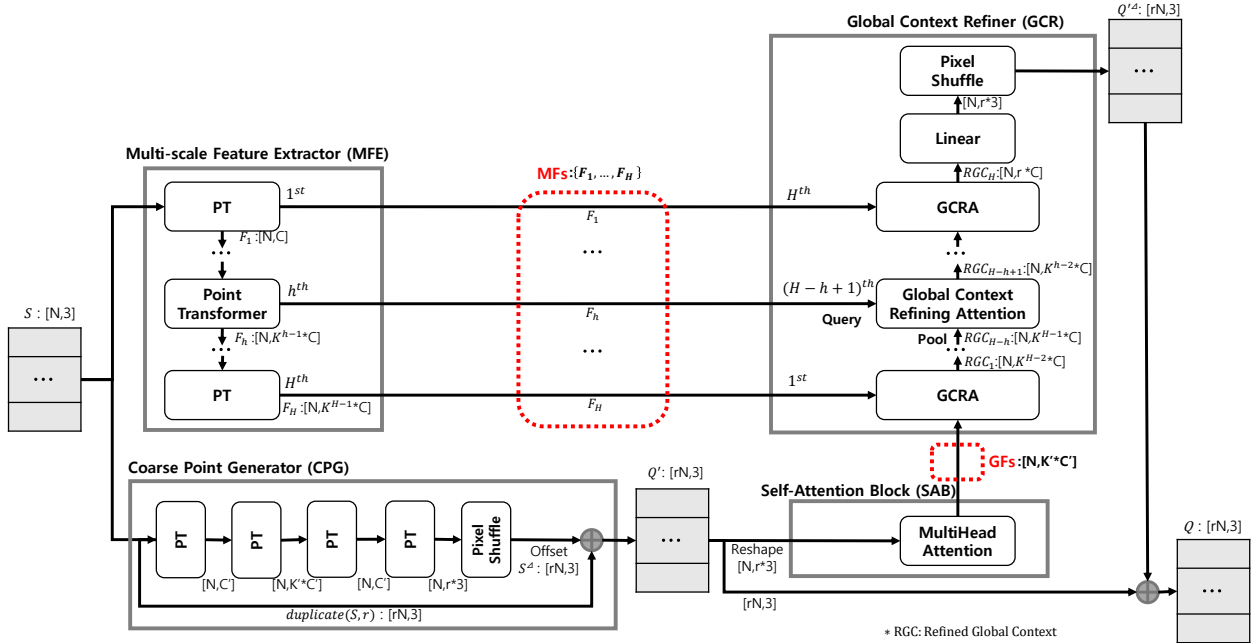 Q'^Δ: [rN,3]
...
Global Context Refiner (GCR)
Pixel
Shuffle
[N,r*3]
Linear
RGC_H:[N,r *C]
Multi-scale Feature Extractor (MFE)
MFs:{F_1, ..., F_H }
PT
1^st
F_1
H^th
GCRA
F_1:[N,C]
...
...
...
RGC_{H-h+1}:[N,K^{h-2}*C]
Point
Transformer
h^th
F_h
(H − h + 1)^th
Query
Global Context
Refining Attention
S : [N,3]
...
F_h :[N,K^{h-1}*C]
...
...
Pool
RGC_{H-h}:[N,K^{H-1}*C]
...
RGC_1:[N,K^{H-2}*C]
PT
H^th
F_H:[N,K^{H-1}*C]
F_H
1^st
GCRA
GFs:[N,K'*C']
Coarse Point Generator (CPG)
PT
[N,C']
PT
[N,K'*C']
PT
[N,C']
PT
[N,r*3]
Pixel
Shuffle
Offset
S^Δ : [rN,3]
duplicate(S,r) : [rN,3]
Q': [rN,3]
...
Self-Attention Block (SAB)
MultiHead
Attention
Reshape
[N,r*3]
[rN,3]
Q : [rN,3]
...
* RGC: Refined Global Context